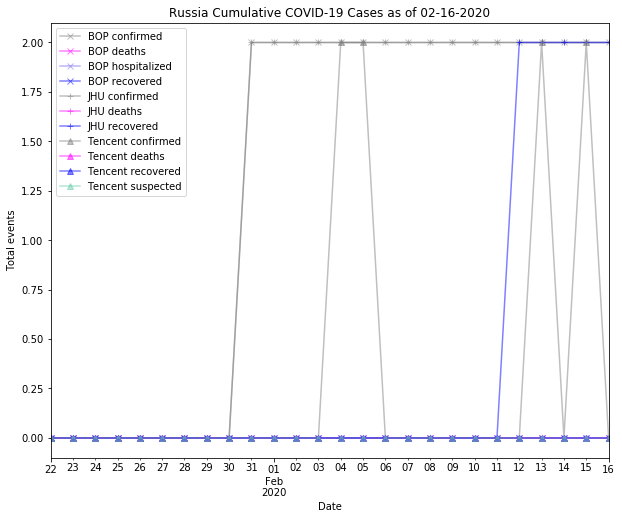 Russia Cumulative COVID-19 Cases as of 02-16-2020
BOP confirmed
BOP deaths
BOP hospitalized
BOP recovered
JHU confirmed
JHU deaths
JHU recovered
Tencent confirmed
Tencent deaths
Tencent recovered
Tencent suspected
Total events
2.00
1.75
1.50
1.25
1.00
0.75
0.50
0.25
0.00
22 23 24 25 26 27 28 29 30 31 01 02 03 04 05 06 07 08 09 10 11 12 13 14 15 16
Feb
2020
Date